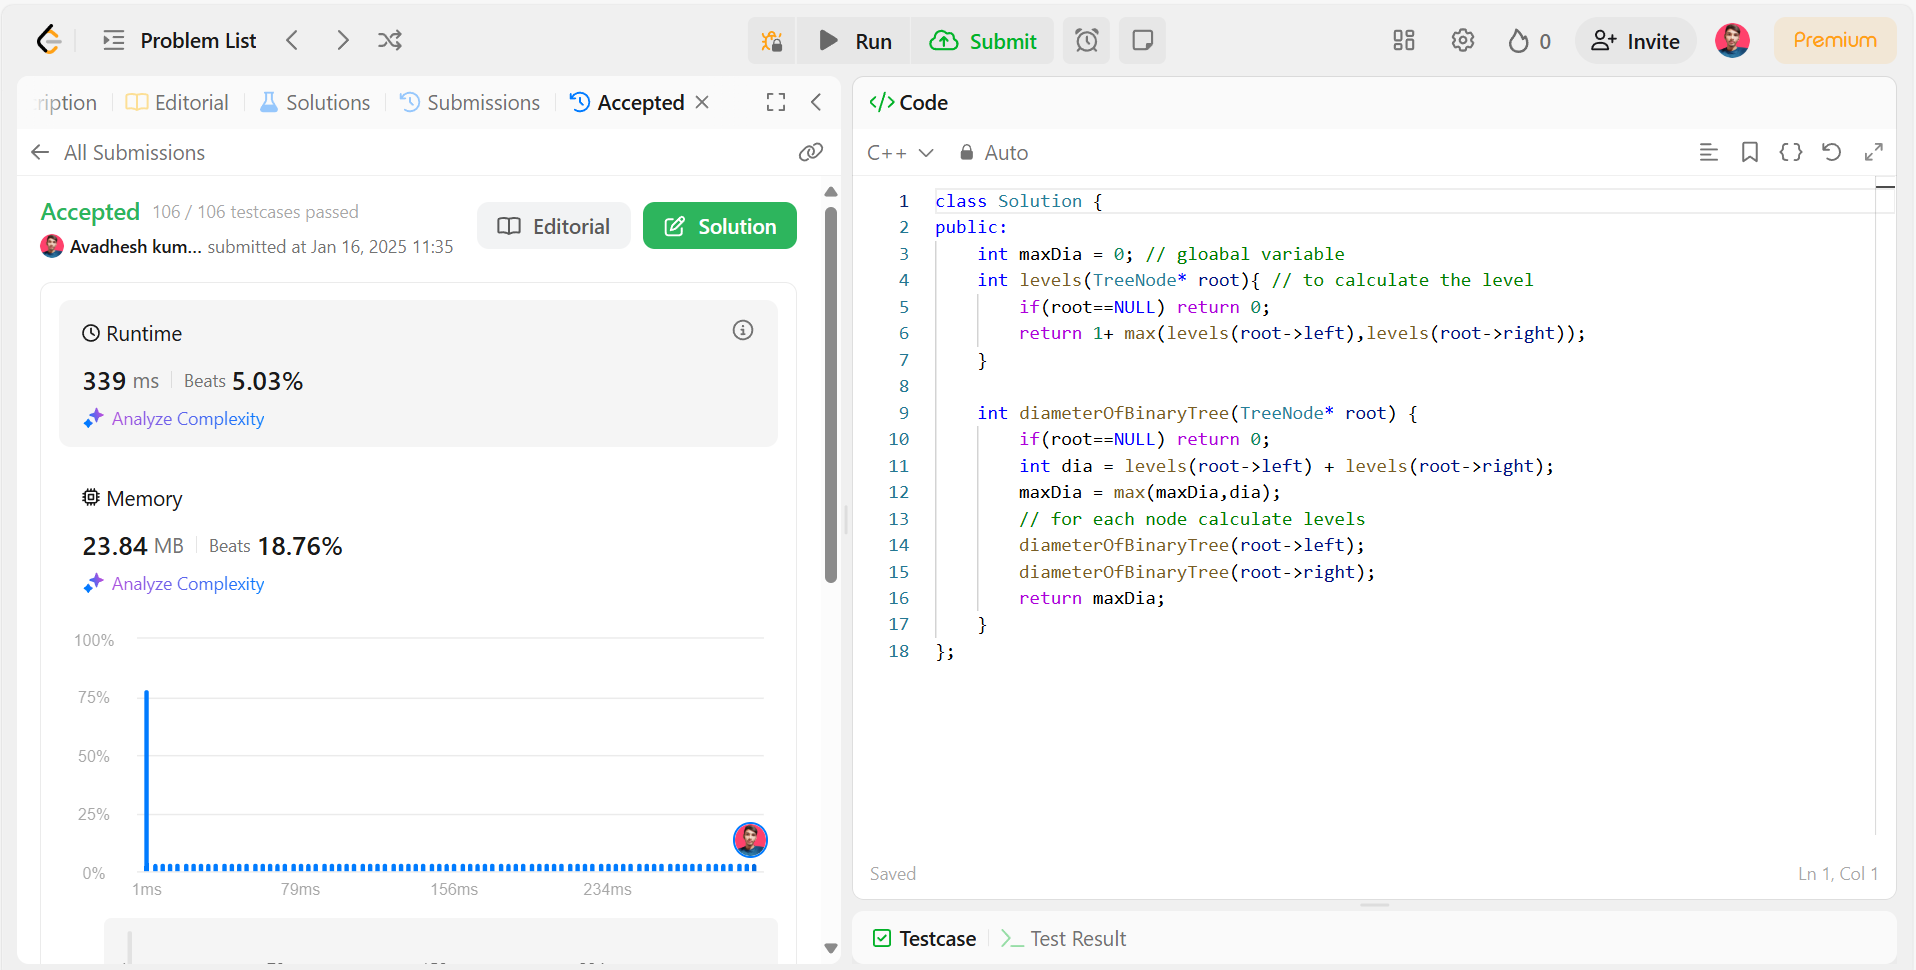 Problem List
Run
Submit
0
Invite
Premium
ription
Editorial
Solutions
Submissions
Accepted
All Submissions
Accepted 106 / 106 testcases passed
Avadhesh kum... submitted at Jan 16, 2025 11:35
Editorial
Solution
Runtime
339 ms Beats 5.03%
Analyze Complexity
Memory
23.84 MB Beats 18.76%
Analyze Complexity
100%
75%
50%
25%
0%
1ms 79ms 156ms 234ms
</> Code
C++ Auto
1 class Solution {
2 public:
3 int maxDia = 0; // gloabal variable
4 int levels(TreeNode* root){ // to calculate the level
5 if(root==NULL) return 0;
6 return 1+ max(levels(root->left),levels(root->right));
7 }
8
9 int diameterOfBinaryTree(TreeNode* root) {
10 if(root==NULL) return 0;
11 int dia = levels(root->left) + levels(root->right);
12 maxDia = max(maxDia,dia);
13 // for each node calculate levels
14 diameterOfBinaryTree(root->left);
15 diameterOfBinaryTree(root->right);
16 return maxDia;
17 }
18 };
Saved
Ln 1, Col 1
Testcase
Test Result